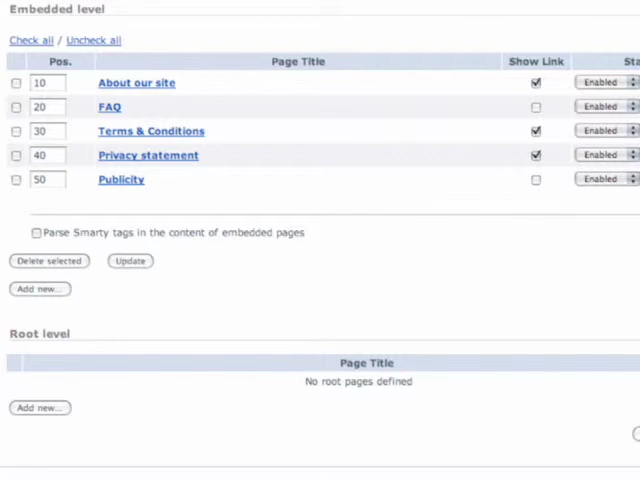 Embedded level
Check all / Uncheck all
Pos. Page Title Show Link Sta
10 About our site Enabled
20 FAQ Enabled
30 Terms & Conditions Enabled
40 Privacy statement Enabled
50 Publicity Enabled
Parse Smarty tags in the content of embedded pages
Delete selected Update
Add new...
Root level
Page Title
No root pages defined
Add new...